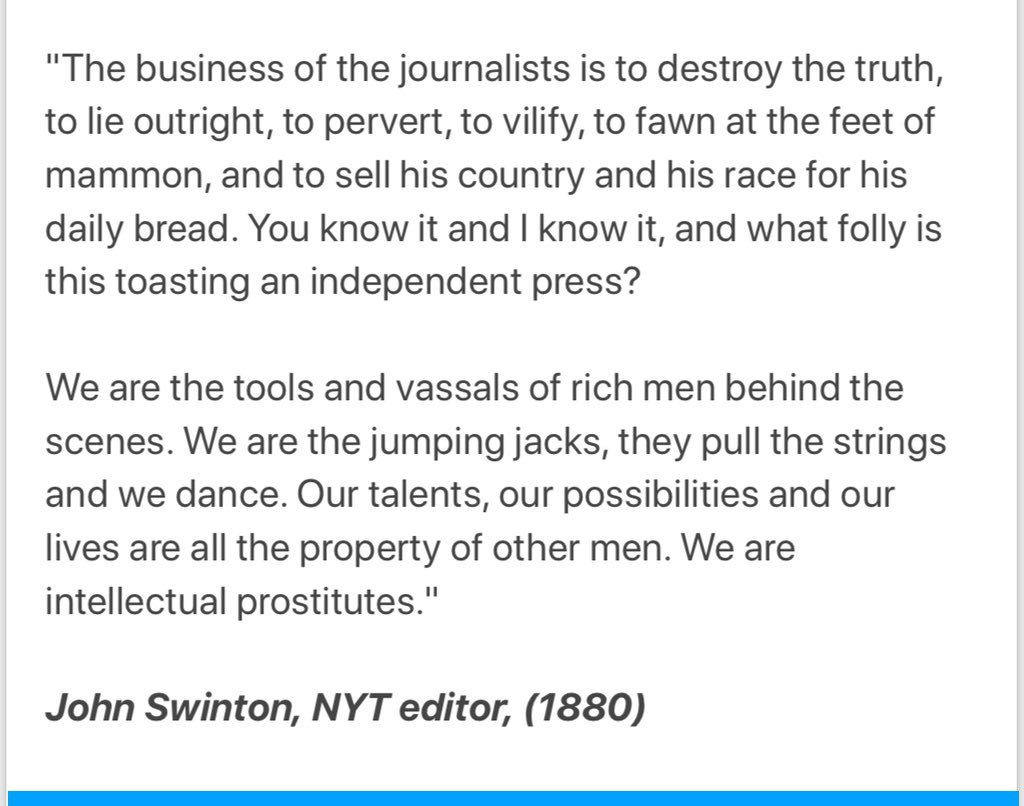 "The business of the journalists is to destroy the truth,
to lie outright, to pervert, to vilify, to fawn at the feet of
mammon, and to sell his country and his race for his
daily bread. You know it and I know it, and what folly is
this toasting an independent press?
We are the tools and vassals of rich men behind the
scenes. We are the jumping jacks, they pull the strings
and we dance. Our talents, our possibilities and our
lives are all the property of other men. We are
intellectual prostitutes."
John Swinton, NYT editor, (1880)